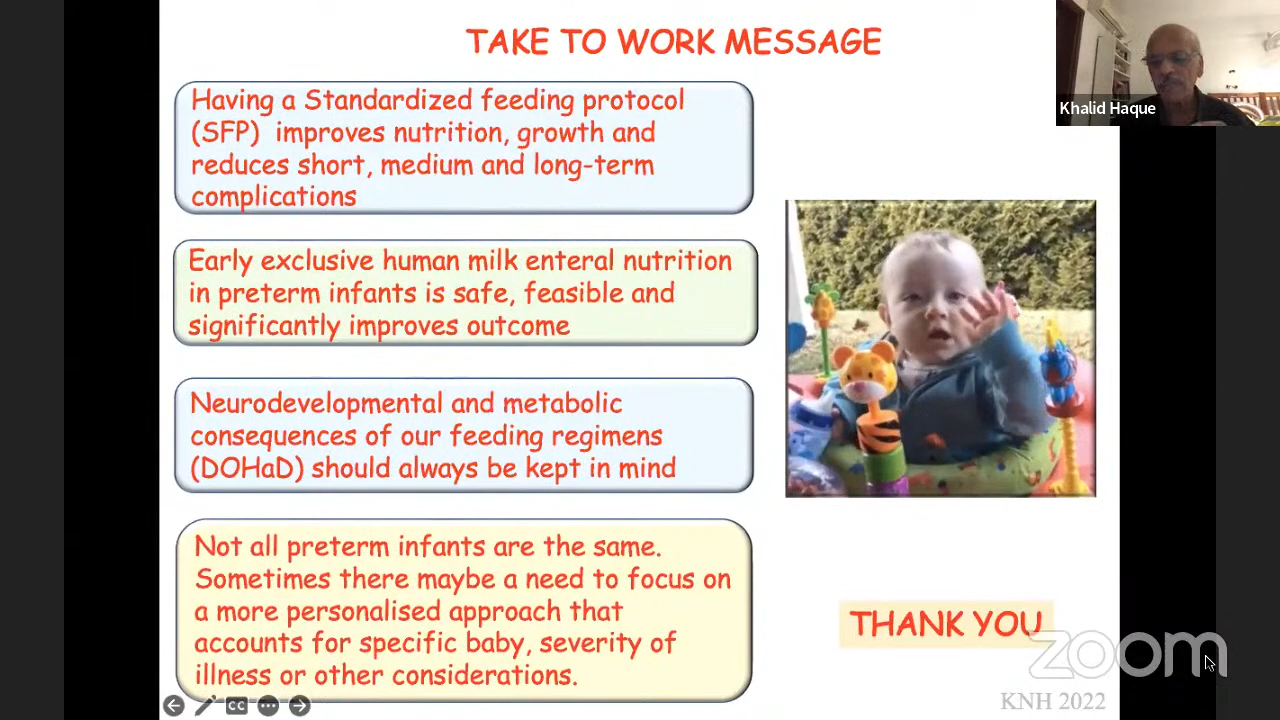 TAKE TO WORK MESSAGE
Khalid Haque
Having a Standardized feeding protocol
(SFP) improves nutrition, growth and
reduces short, medium and long-term
complications
Early exclusive human milk enteral nutrition
in preterm infants is safe, feasible and
significantly improves outcome
Neurodevelopmental and metabolic
consequences of our feeding regimens
(DOHaD) should always be kept in mind
Not all preterm infants are the same.
Sometimes there maybe a need to focus on
a more personalised approach that
accounts for specific baby, severity of
illness or other considerations.
THANK YOU
zoom
CC
KNH 2022